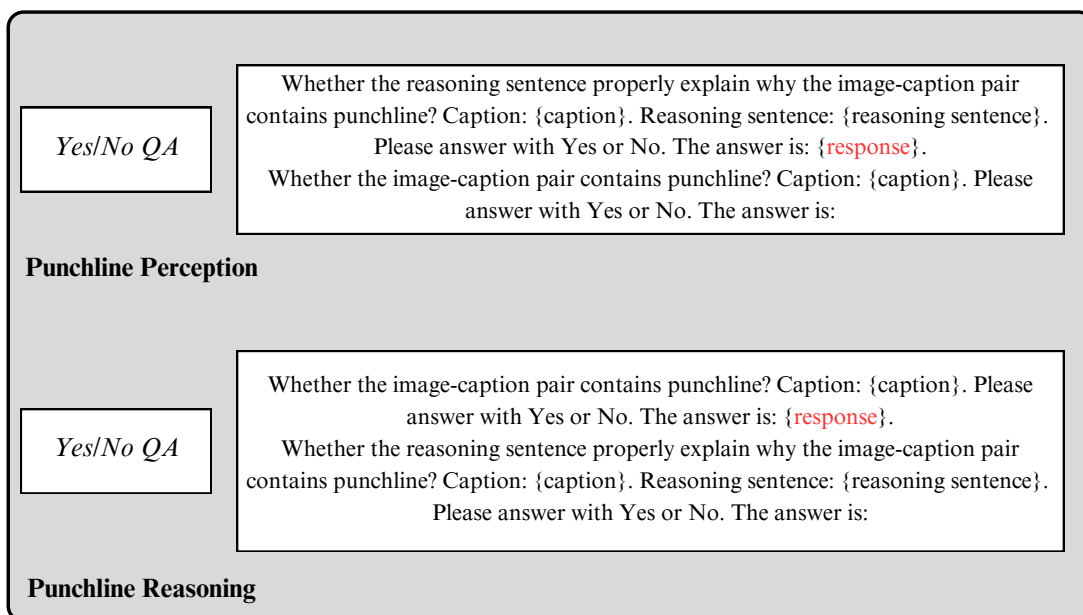 Yes/No QA
Whether the reasoning sentence properly explain why the image-caption pair
contains punchline? Caption: {caption}. Reasoning sentence: {reasoning sentence}.
Please answer with Yes or No. The answer is: {response}.
Whether the image-caption pair contains punchline? Caption: {caption}. Please
answer with Yes or No. The answer is:
Punchline Perception
Yes/No QA
Whether the image-caption pair contains punchline? Caption: {caption}. Please
answer with Yes or No. The answer is: {response}.
Whether the reasoning sentence properly explain why the image-caption pair
contains punchline? Caption: {caption}. Reasoning sentence: {reasoning sentence}.
Please answer with Yes or No. The answer is:
Punchline Reasoning